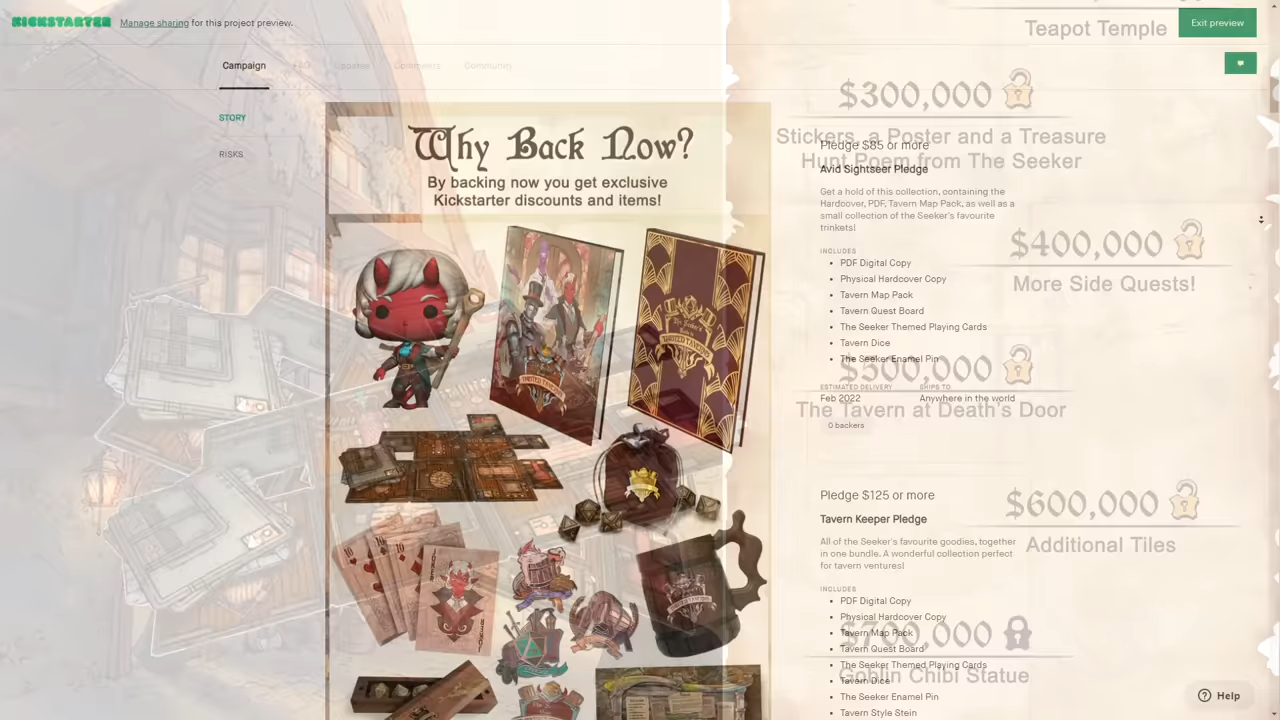 KICKSTARTER
Manage sharing for this project preview.
Exit preview
Campaign
FAQ
Updates
Comments
Community
STORY
RISKS
Why Back Now?
By backing now you get exclusive
Kickstarter discounts and items!
Teapot Temple
$300,000
Stickers, a Poster and a Treasure
Hunt Poem from The Seeker
$400,000
More Side Quests!
$500,000
The Tavern at Death's Door
$600,000
Additional Tiles
$700,000
Goblin Chibi Statue
Pledge $85 or more
Avid Sightseer Pledge
Get a hold of this collection, containing the
Hardcover, PDF, Tavern Map Pack, as well as a
small collection of the Seeker's favourite
trinkets!
INCLUDES
PDF Digital Copy
Physical Hardcover Copy
Tavern Map Pack
Tavern Quest Board
The Seeker Themed Playing Cards
Tavern Dice
The Seeker Enamel Pin
ESTIMATED DELIVERY
SHIPS TO
Feb 2022
Anywhere in the world
0 backers
Pledge $125 or more
Tavern Keeper Pledge
All of the Seeker's favourite goodies, together
in one bundle. A wonderful collection perfect
for tavern ventures!
INCLUDES
PDF Digital Copy
Physical Hardcover Copy
Tavern Map Pack
Tavern Quest Board
The Seeker Themed Playing Cards
Tavern Dice
The Seeker Enamel Pin
Tavern Style Stein
Help